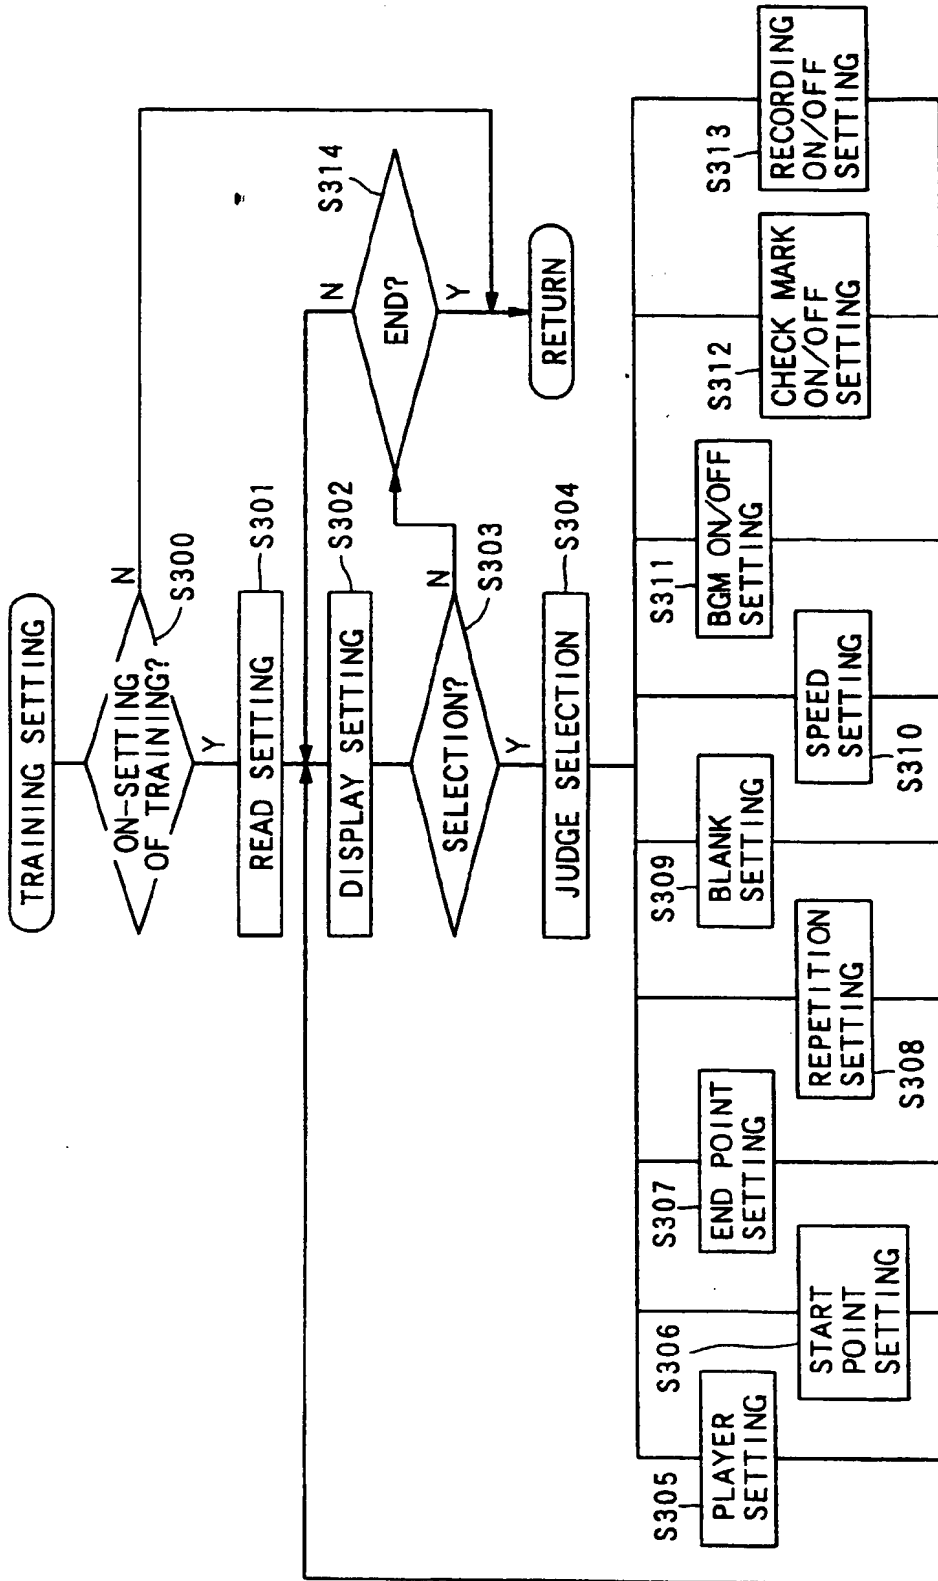 TRAINING SETTING
ON-SETTING
OF TRAINING?
S300
N
Y
READ SETTING
S301
DISPLAY SETTING
S302
SELECTION?
S303
N
Y
END?
S314
N
Y
RETURN
JUDGE SELECTION
S304
S305
PLAYER
SETTING
S306
START
POINT
SETTING
S307
END POINT
SETTING
S308
REPETITION
SETTING
S309
BLANK
SETTING
S310
SPEED
SETTING
S311
BGM ON/OFF
SETTING
S312
CHECK MARK
ON/OFF
SETTING
S313
RECORDING
ON/OFF
SETTING